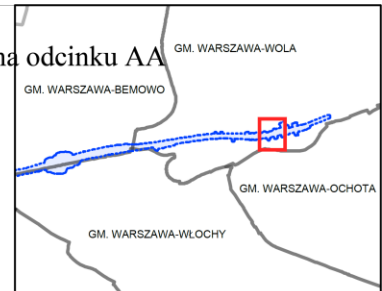 na odcinku AA
GM. WARSZAWA-WOLA
GM. WARSZAWA-BEMOWO
GM. WARSZAWA-OCHOTA
GM. WARSZAWA-WŁOCHY